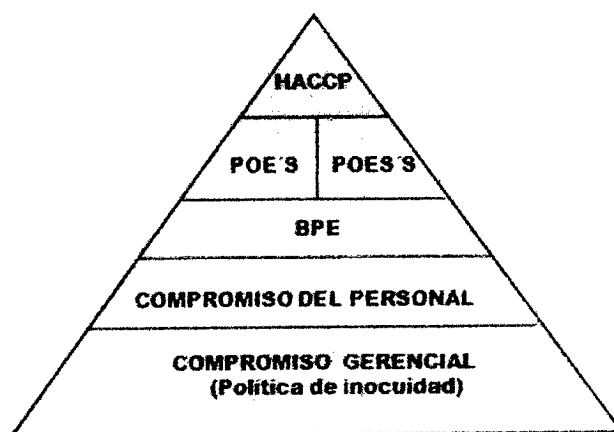 HACCP
POE´S POES´S
BPE
COMPROMISO DEL PERSONAL
COMPROMISO GERENCIAL
(Política de inocuidad)